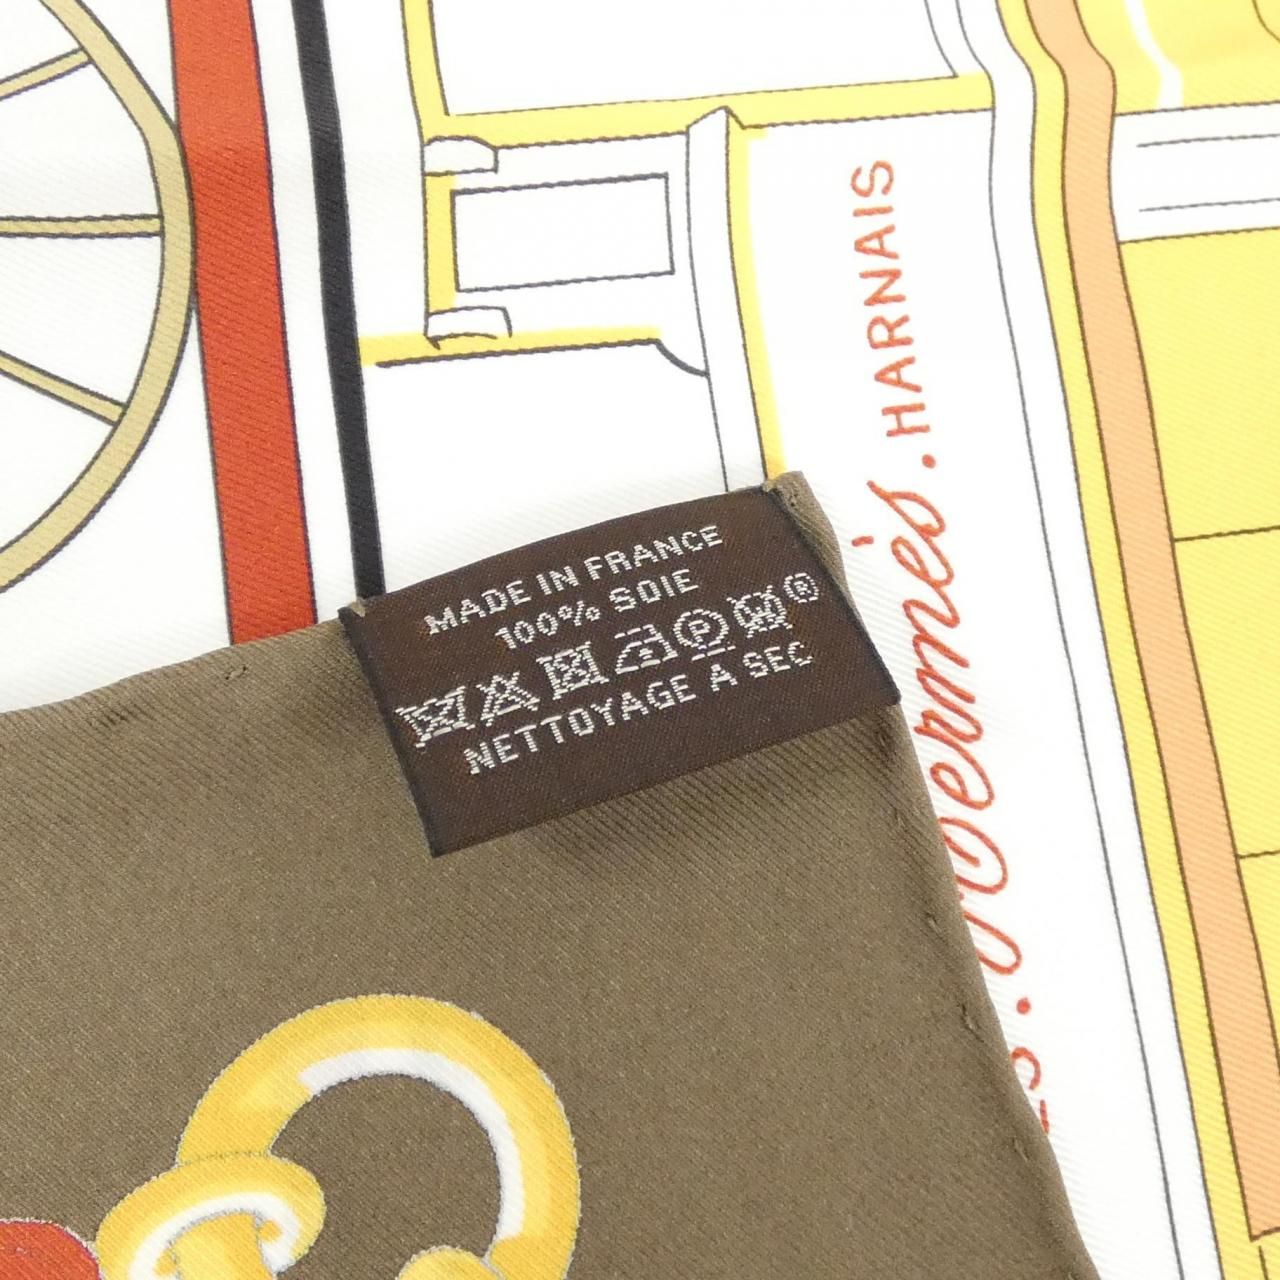 MADE IN FRANCE
100% SOIE
P W ®
NETTOYAGE A SEC
Hermès . HARNAIS